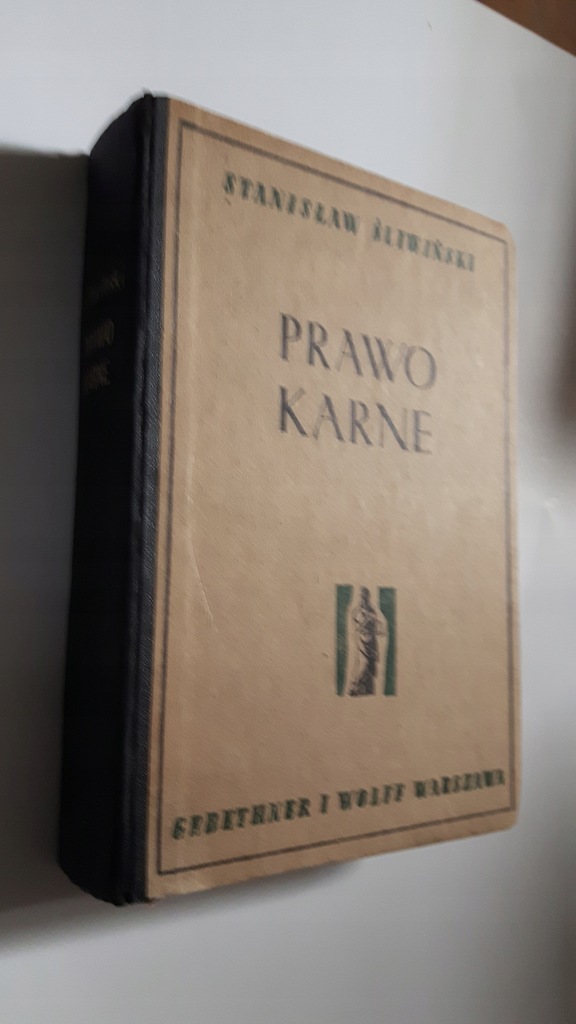 STANISŁAW ŚLIWIŃSKI
PRAWO
KARNE
GEBETHNER I WOLFF WARSZAWA